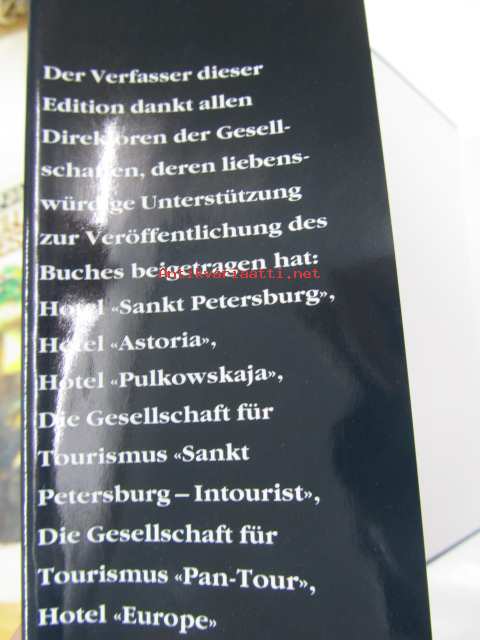 Der Verfasser dieser
Edition dankt allen
Direktoren der Gesell-
schaften, deren liebens-
würdige Unterstützung
zur Veröffentlichung des
Buches beigetragen hat:
Antikvariaatti.net
Hotel «Sankt Petersburg»,
Hotel «Astoria»,
Hotel «Pulkowskaja»,
Die Gesellschaft für
Tourismus «Sankt
Petersburg – Intourist»,
Die Gesellschaft für
Tourismus «Pan-Tour»,
Hotel «Europe»